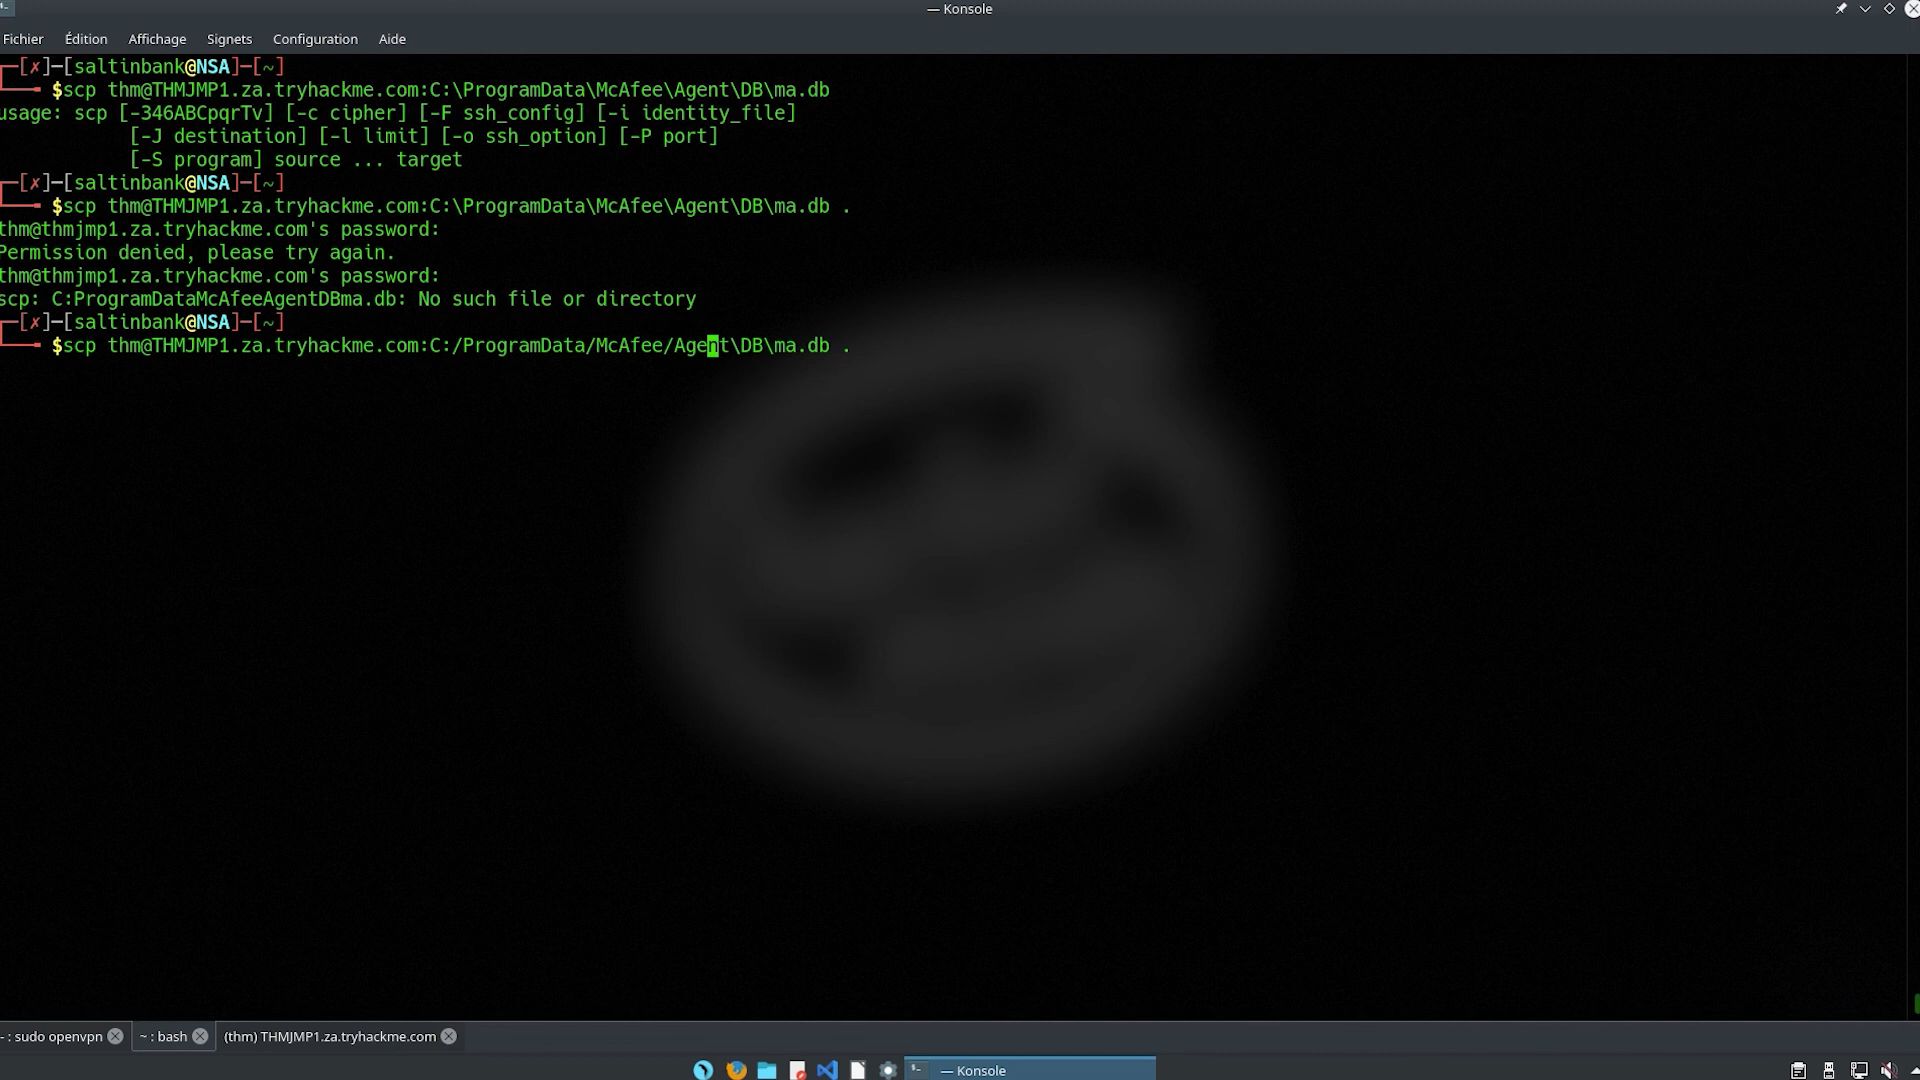 — Konsole
Fichier Édition Affichage Signets Configuration Aide
┌─[✗]─[saltinbank@NSA]─[~]
└──╼ $scp thm@THMJMP1.za.tryhackme.com:C:\ProgramData\McAfee\Agent\DB\ma.db
usage: scp [-346ABCpqrTv] [-c cipher] [-F ssh_config] [-i identity_file]
[-J destination] [-l limit] [-o ssh_option] [-P port]
[-S program] source ... target
┌─[✗]─[saltinbank@NSA]─[~]
└──╼ $scp thm@THMJMP1.za.tryhackme.com:C:\ProgramData\McAfee\Agent\DB\ma.db .
thm@thmjmp1.za.tryhackme.com's password:
Permission denied, please try again.
thm@thmjmp1.za.tryhackme.com's password:
scp: C:ProgramDataMcAfeeAgentDBma.db: No such file or directory
┌─[✗]─[saltinbank@NSA]─[~]
└──╼ $scp thm@THMJMP1.za.tryhackme.com:C:/ProgramData/McAfee/Agent\DB\ma.db .
- : sudo openvpn ~ : bash (thm) THMJMP1.za.tryhackme.com
— Konsole